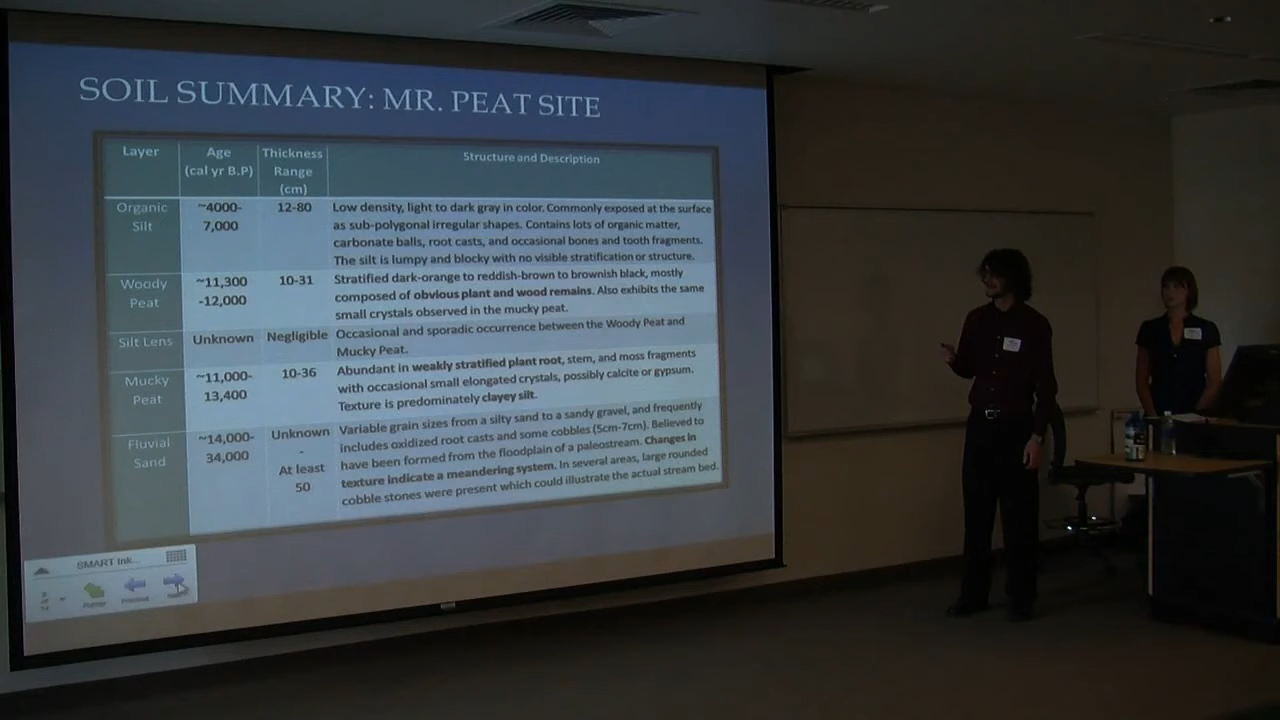 SOIL SUMMARY: MR. PEAT SITE
Layer
Age
(cal yr B.P)
Thickness
Range
(cm)
Structure and Description
Organic
Silt
~4000-
7,000
12-80
Low density, light to dark gray in color. Commonly exposed at the surface
as sub-polygonal irregular shapes. Contains lots of organic matter,
carbonate balls, root casts, and occasional bones and tooth fragments.
The silt is lumpy and blocky with no visible stratification or structure.
Woody
Peat
~11,300
-12,000
10-31
Stratified dark-orange to reddish-brown to brownish black, mostly
composed of obvious plant and wood remains. Also exhibits the same
small crystals observed in the mucky peat.
Silt Lens
Unknown
Negligible
Occasional and sporadic occurrence between the Woody Peat and
Mucky Peat.
Mucky
Peat
~11,000-
13,400
10-36
Abundant in weakly stratified plant root, stem, and moss fragments
with occasional small elongated crystals, possibly calcite or gypsum.
Texture is predominately clayey silt.
Fluvial
Sand
~14,000-
34,000
Unknown
-
At least
50
Variable grain sizes from a silty sand to a sandy gravel, and frequently
includes oxidized root casts and some cobbles (5cm-7cm). Believed to
have been formed from the floodplain of a paleostream. Changes in
texture indicate a meandering system. In several areas, large rounded
cobble stones were present which could illustrate the actual stream bed.
SMART Ink...
Previous